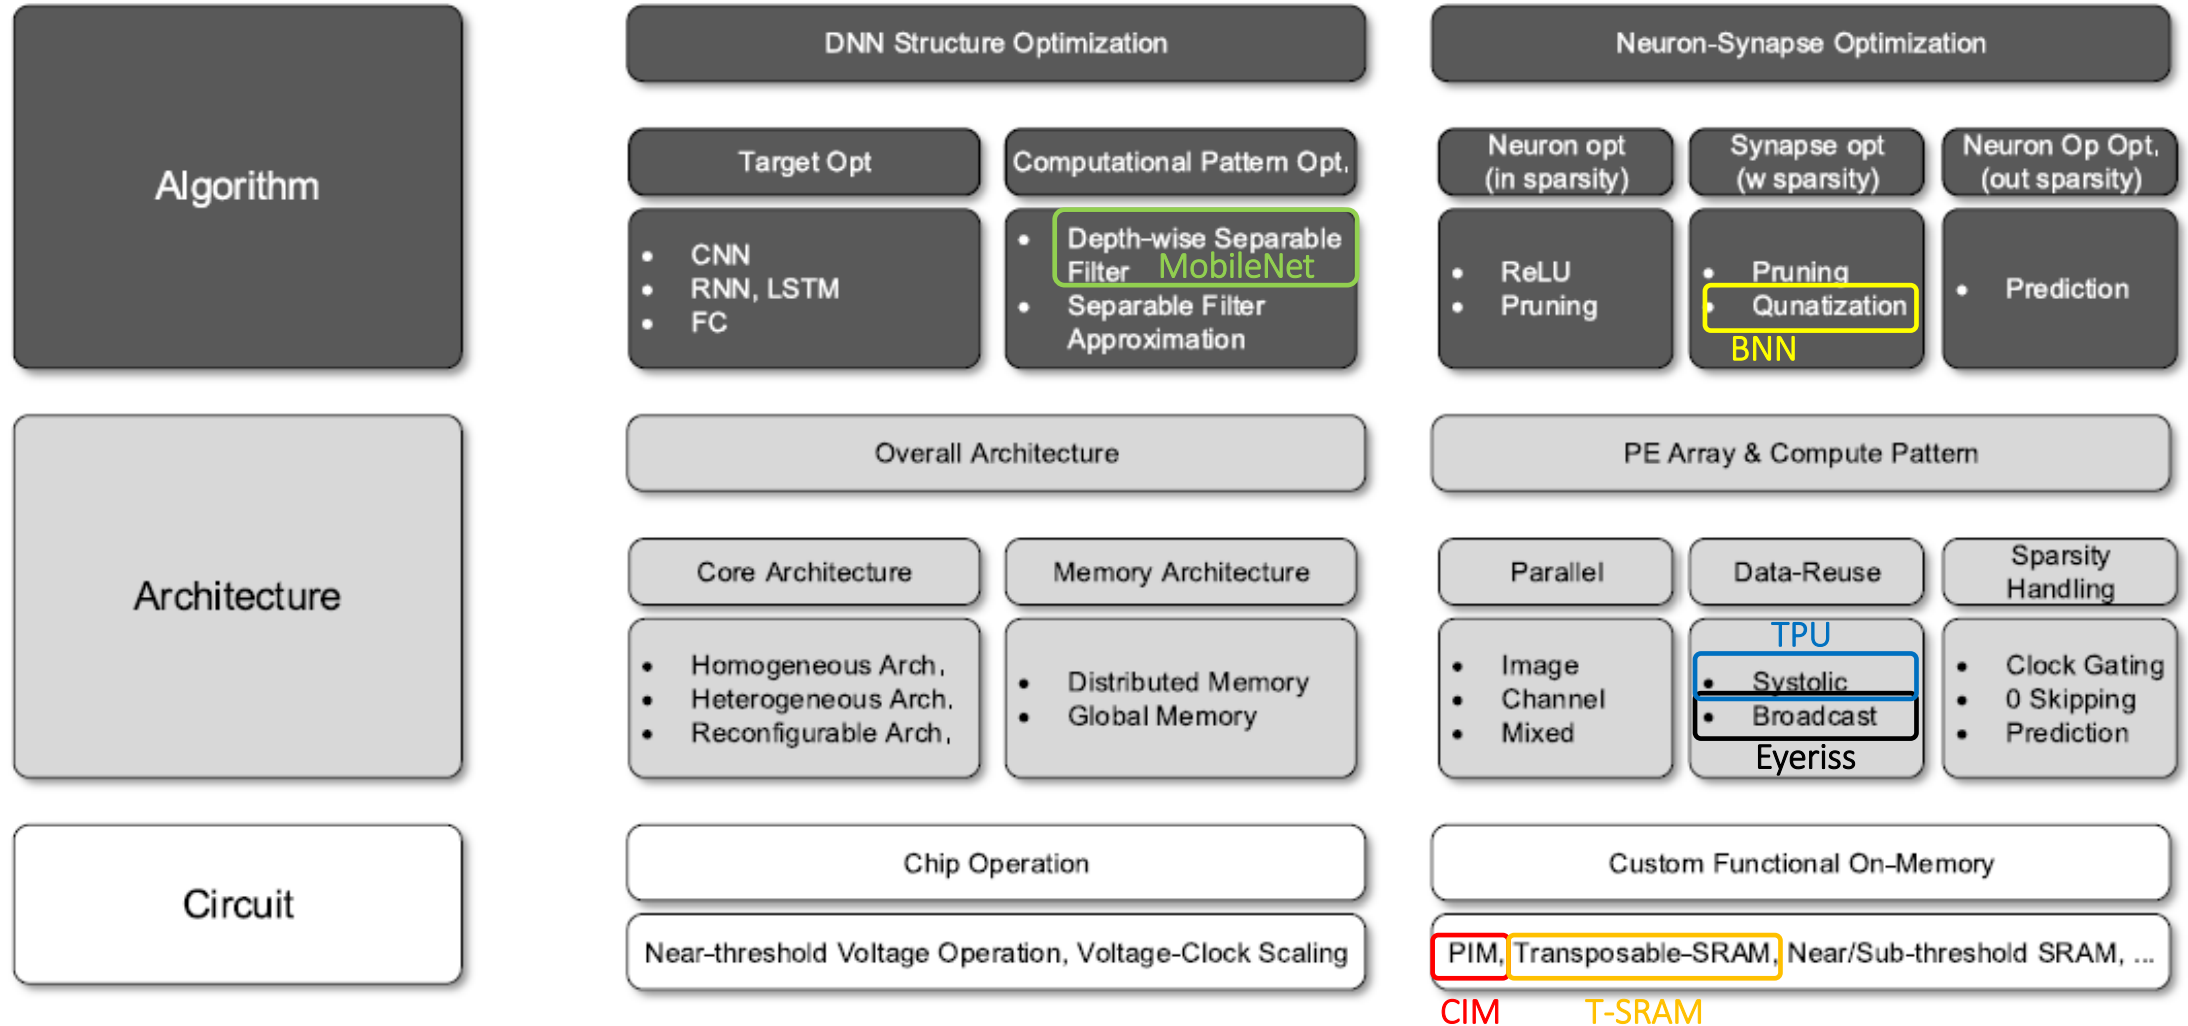 Algorithm
DNN Structure Optimization
Neuron-Synapse Optimization
Target Opt
Computational Pattern Opt.
Neuron opt
(in sparsity)
Synapse opt
(w sparsity)
Neuron Op Opt.
(out sparsity)
• CNN
• RNN, LSTM
• FC
• Depth-wise Separable
Filter MobileNet
• Separable Filter
Approximation
• ReLU
• Pruning
• Pruning
• Qunatization
BNN
• Prediction
Architecture
Overall Architecture
PE Array & Compute Pattern
Core Architecture
Memory Architecture
Parallel
Data-Reuse
Sparsity
Handling
• Homogeneous Arch.
• Heterogeneous Arch.
• Reconfigurable Arch.
• Distributed Memory
• Global Memory
• Image
• Channel
• Mixed
TPU
• Systolic
• Broadcast
Eyeriss
• Clock Gating
• 0 Skipping
• Prediction
Circuit
Chip Operation
Custom Functional On-Memory
Near-threshold Voltage Operation, Voltage-Clock Scaling
PIM, Transposable-SRAM, Near/Sub-threshold SRAM, ...
CIM
T-SRAM